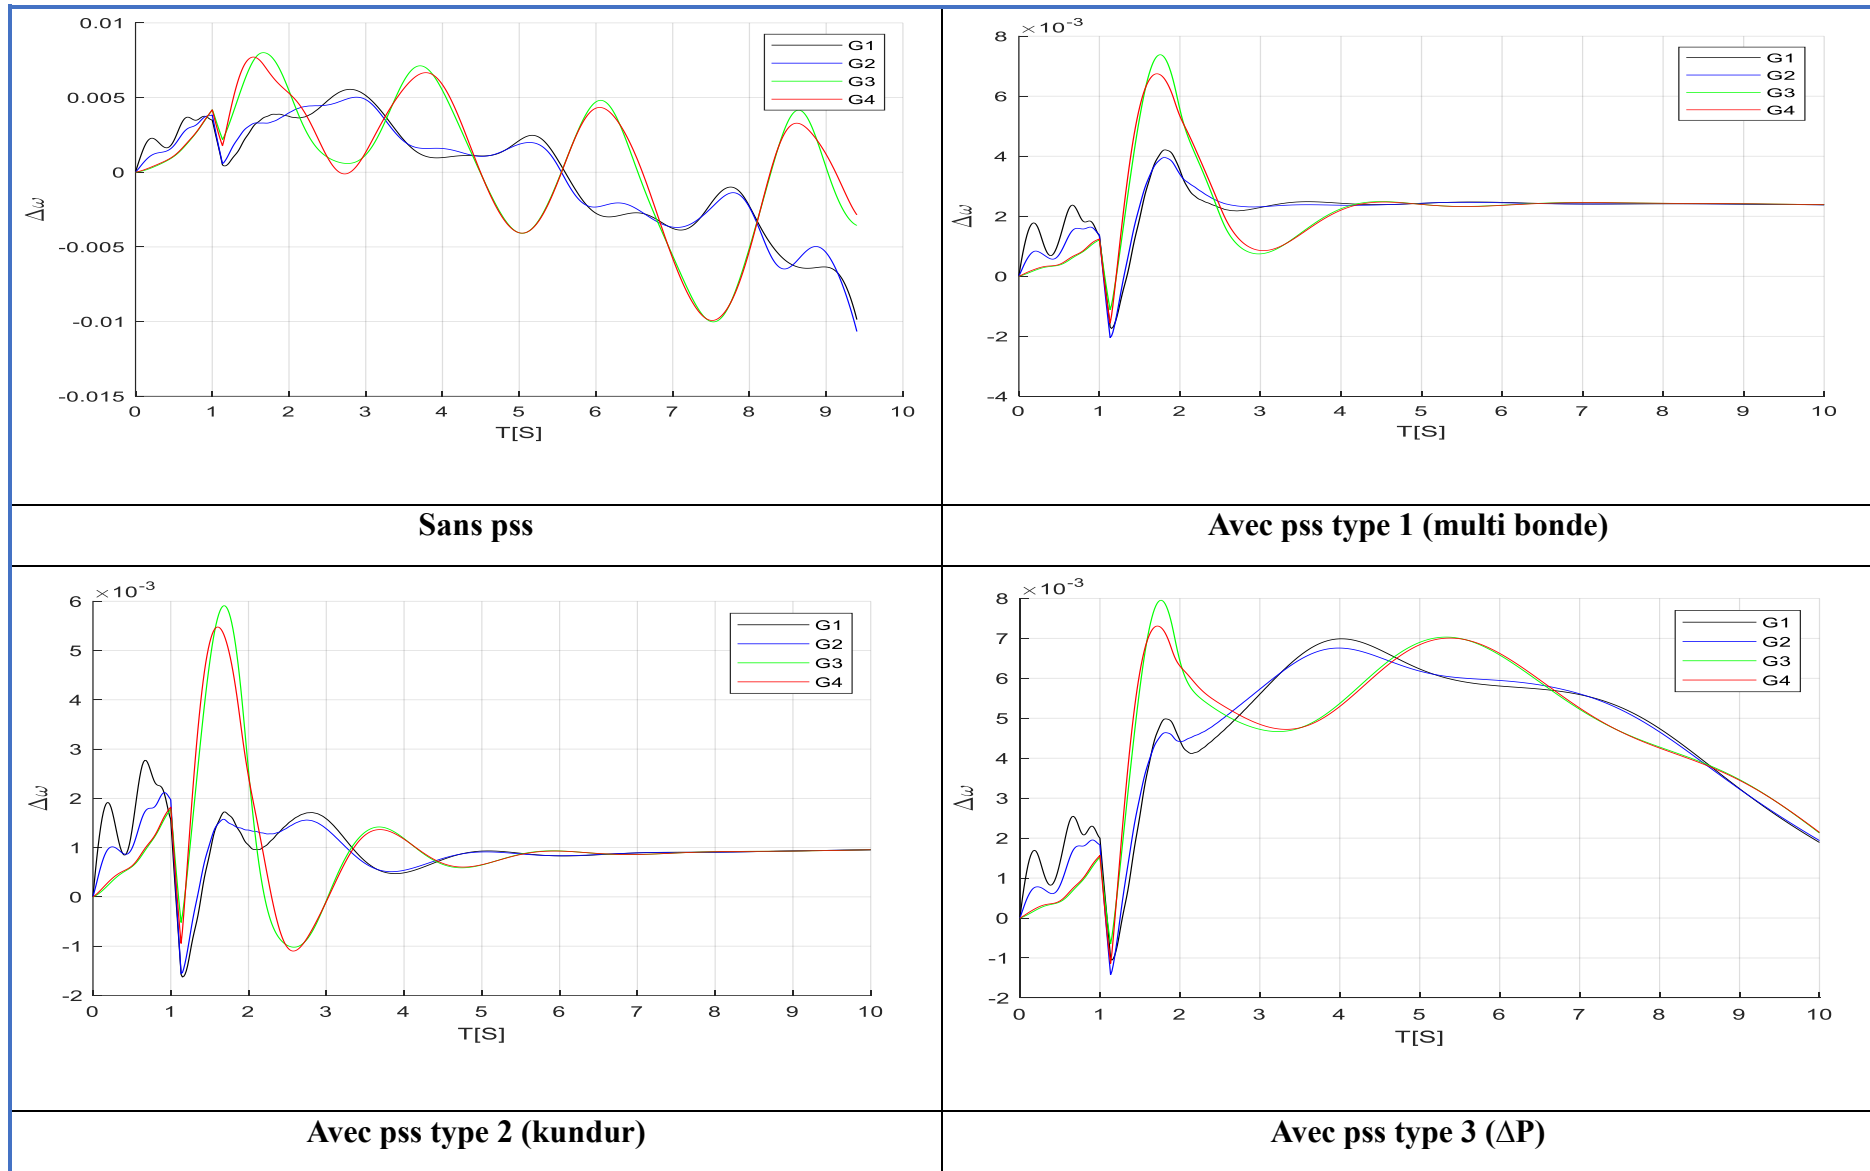 0.01
0.005
0
-0.005
-0.01
-0.015
Δω
0 1 2 3 4 5 6 7 8 9 10
T[S]
G1
G2
G3
G4
×10-3
8
6
4
2
0
-2
-4
Δω
0 1 2 3 4 5 6 7 8 9 10
T[S]
G1
G2
G3
G4
Sans pss
Avec pss type 1 (multi bonde)
×10-3
6
5
4
3
2
1
0
-1
-2
Δω
0 1 2 3 4 5 6 7 8 9 10
T[S]
G1
G2
G3
G4
×10-3
8
7
6
5
4
3
2
1
0
-1
-2
Δω
0 1 2 3 4 5 6 7 8 9 10
T[S]
G1
G2
G3
G4
Avec pss type 2 (kundur)
Avec pss type 3 (ΔP)